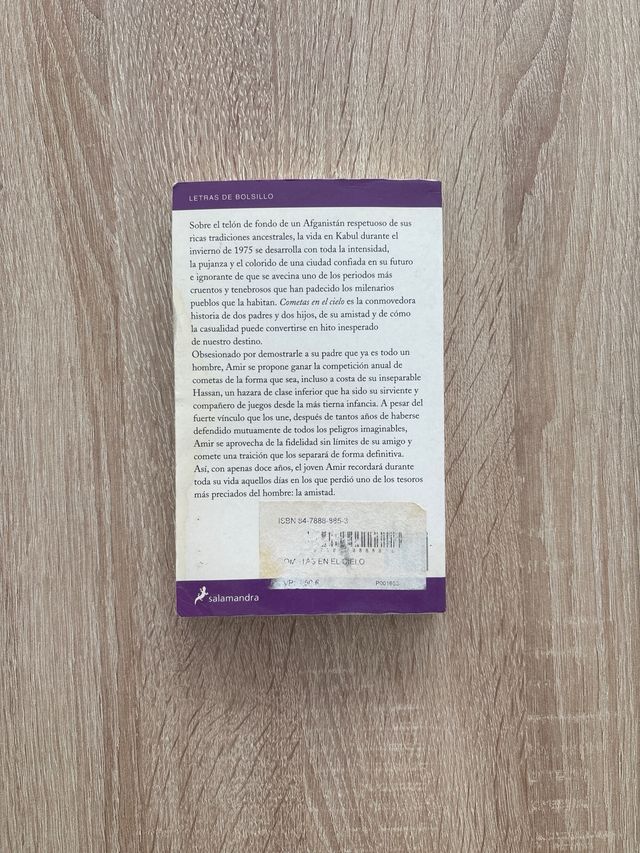 LETRAS DE BOLSILLO
Sobre el telón de fondo de un Afganistán respetuoso de sus
ricas tradiciones ancestrales, la vida en Kabul durante el
invierno de 1975 se desarrolla con toda la intensidad,
la pujanza y el colorido de una ciudad confiada en su futuro
e ignorante de que se avecina uno de los periodos más
cruentos y tenebrosos que han padecido los milenarios
pueblos que la habitan. Cometas en el cielo es la conmovedora
historia de dos padres y dos hijos, de su amistad y de cómo
la casualidad puede convertirse en hito inesperado
de nuestro destino.
Obsesionado por demostrarle a su padre que ya es todo un
hombre, Amir se propone ganar la competición anual de
cometas de la forma que sea, incluso a costa de su inseparable
Hassan, un hazara de clase inferior que ha sido su sirviente y
compañero de juegos desde la más tierna infancia. A pesar del
fuerte vínculo que los une, después de tantos años de haberse
defendido mutuamente de todos los peligros imaginables,
Amir se aprovecha de la fidelidad sin límites de su amigo y
comete una traición que los separará de forma definitiva.
Así, con apenas doce años, el joven Amir recordará durante
toda su vida aquellos días en los que perdió uno de los tesoros
más preciados del hombre: la amistad.
ISBN 84-7888-885-3
EN EL CIELO
salamandra